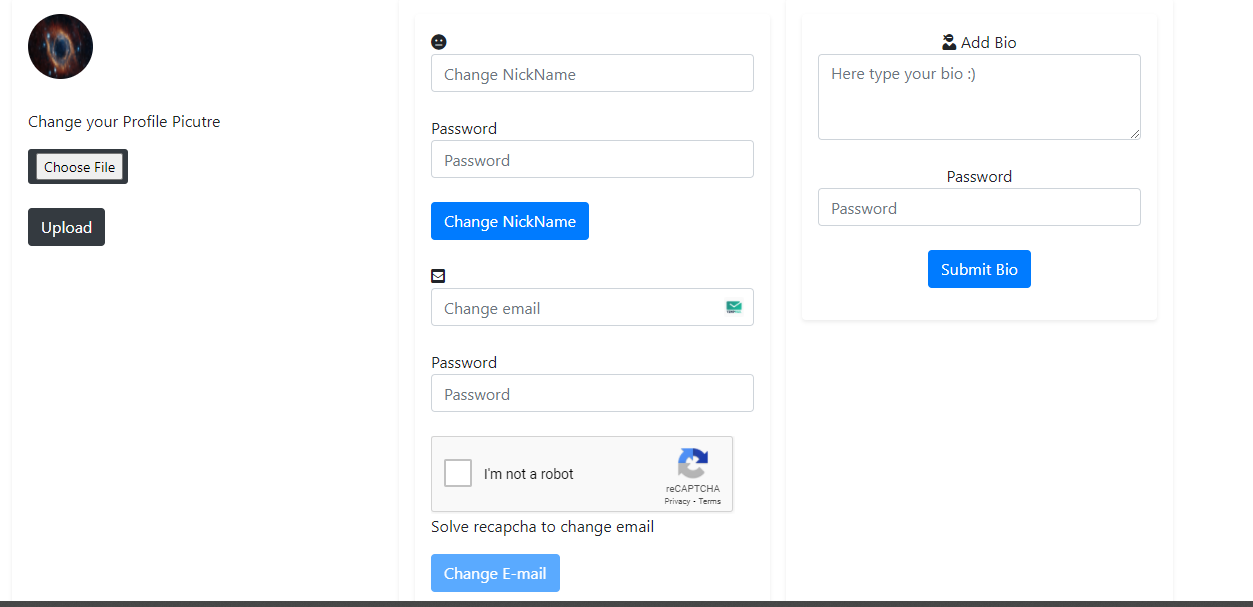 Change your Profile Picutre
Choose File
Upload
Change NickName
Password
Password
Change NickName
Change email
Password
Password
I'm not a robot
reCAPTCHA
Privacy - Terms
Solve recapcha to change email
Change E-mail
Add Bio
Here type your bio :)
Password
Password
Submit Bio